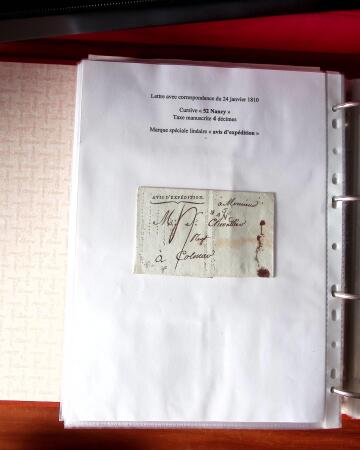 Lettre avec correspondance du 24 janvier 1810
Cursive « 52 Nancy »
Taxe manuscrite 4 décimes
Marque spéciale linéaire « avis d'expédition »
AVIS D'EXPÉDITION.
à Monsieur
Chevallier
à Colmar